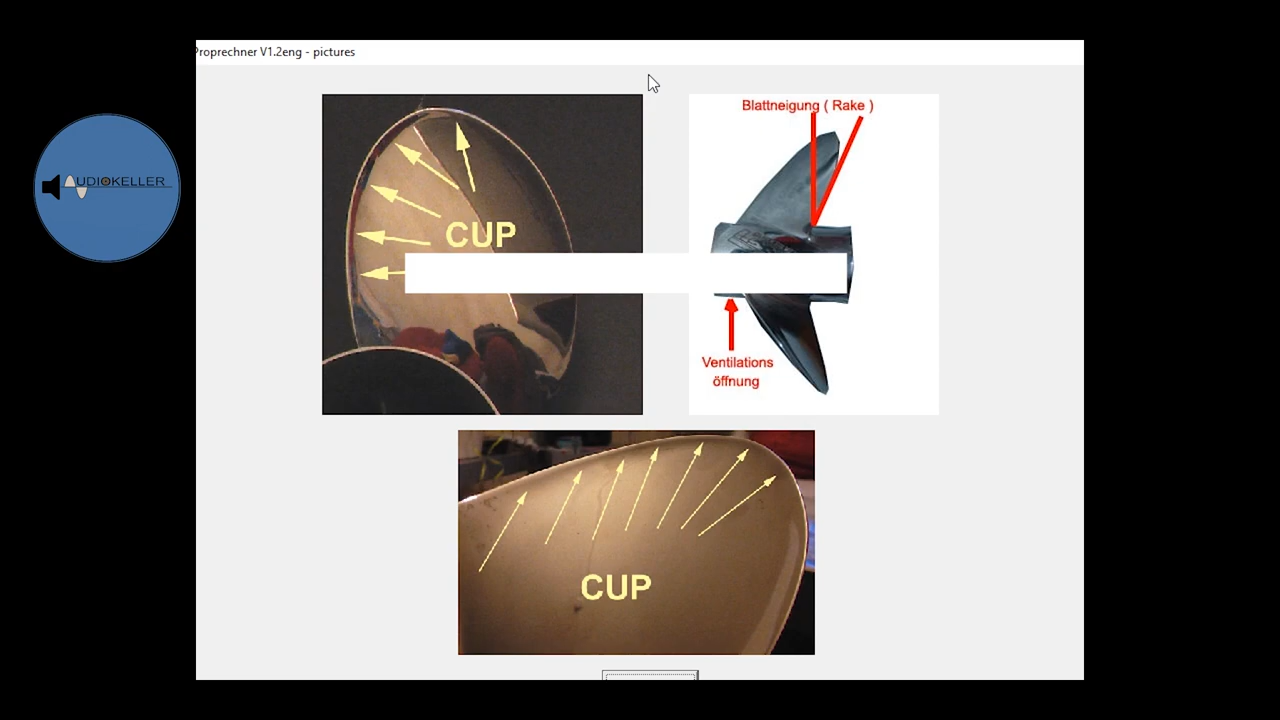 Proprechner V1.2eng - pictures
AUDIOKELLER
CUP
Blattneigung ( Rake )
Ventilations
öffnung
CUP